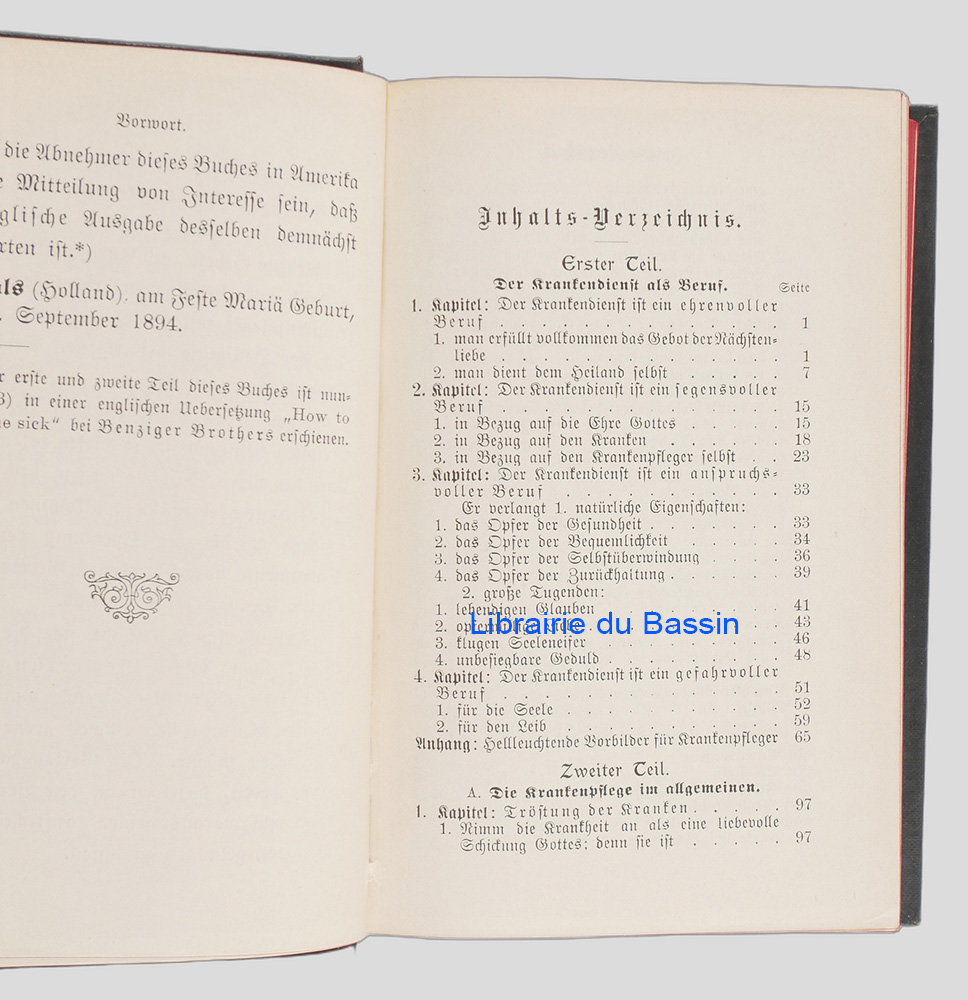 Vorwort.
die Abnehmer dieses Buches in Amerika
Mitteilung von Interesse sein, daß
glische Ausgabe desselben demnächst
rten ist.*)
als (Holland), am Feste Mariä Geburt,
. September 1894.
r erste und zweite Teil dieses Buches ist nun-
3) in einer englischen Uebersetzung „How to
e sick“ bei Benziger Brothers erschienen.
Inhalts-Verzeichnis.
Erster Teil.
Der Krankendienst als Beruf. Seite
1. Kapitel: Der Krankendienst ist ein ehrenvoller
Beruf . . . . . . . . . . . . . . 1
1. man erfüllt vollkommen das Gebot der Nächsten-
liebe . . . . . . . . . . . . . . 1
2. man dient dem Heiland selbst . . . . . 7
2. Kapitel: Der Krankendienst ist ein segensvoller
Beruf . . . . . . . . . . . . . . 15
1. in Bezug auf die Ehre Gottes . . . . . 15
2. in Bezug auf den Kranken . . . . . . 18
3. in Bezug auf den Krankenpfleger selbst . . 23
3. Kapitel: Der Krankendienst ist ein anspruchs-
voller Beruf . . . . . . . . . . . 33
Er verlangt 1. natürliche Eigenschaften:
1. das Opfer der Gesundheit . . . . . . . 33
2. das Opfer der Bequemlichkeit . . . . . 34
3. das Opfer der Selbstüberwindung . . . . 36
4. das Opfer der Zurückhaltung . . . . . . 39
2. große Tugenden:
1. lebendigen Glauben . . . . . . . . 41
2. opferwillige Liebe . . . . . . . . . 43
3. klugen Seeleneifer . . . . . . . . 46
4. unbesiegbare Geduld . . . . . . . . 48
4. Kapitel: Der Krankendienst ist ein gefahrvoller
Beruf . . . . . . . . . . . . . . 51
1. für die Seele . . . . . . . . . . 52
2. für den Leib . . . . . . . . . . 59
Anhang: Hellleuchtende Vorbilder für Krankenpfleger 65
Zweiter Teil.
A. Die Krankenpflege im allgemeinen.
1. Kapitel: Tröstung der Kranken . . . . . 97
1. Nimm die Krankheit an als eine liebevolle
Schickung Gottes; denn sie ist . . . . . 97
Librairie du Bassin